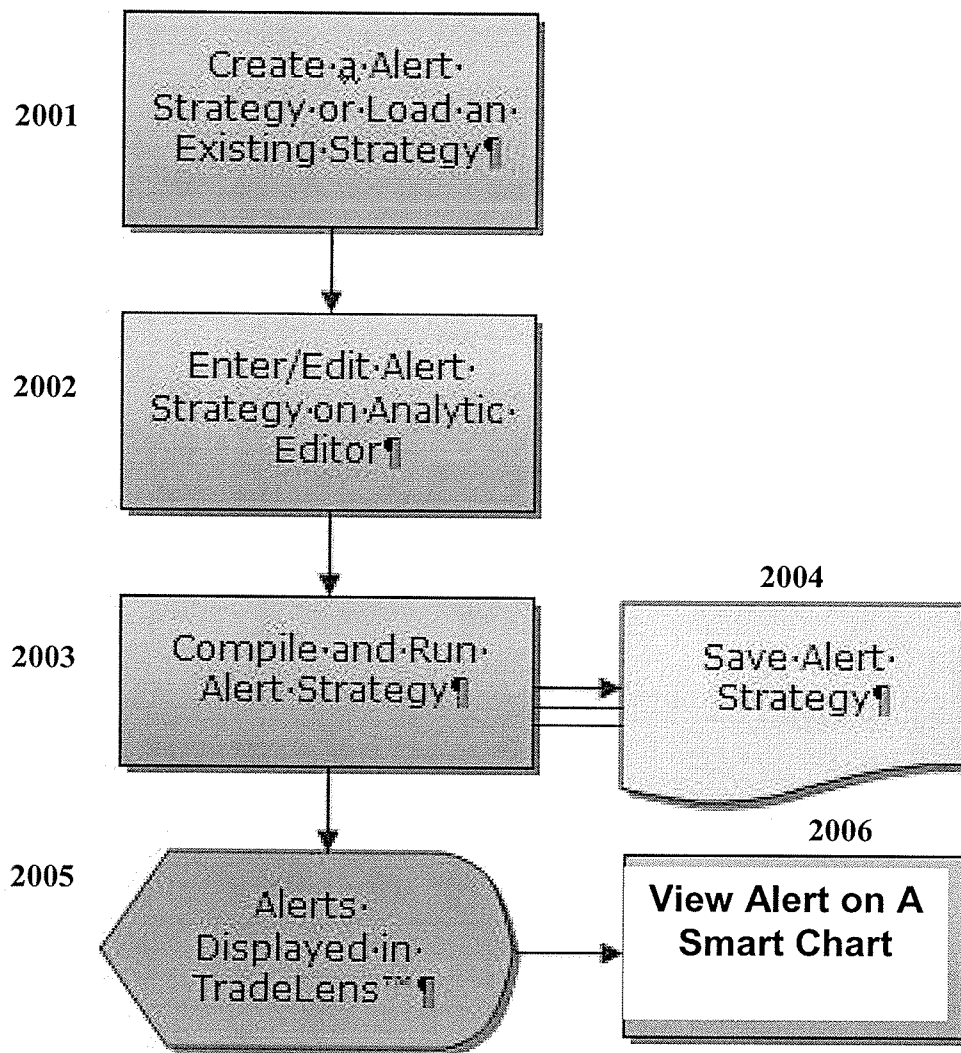 2001
Create·a·Alert·
Strategy·or·Load·an·
Existing·Strategy¶
2002
Enter/Edit·Alert·
Strategy·on·Analytic·
Editor¶
2003
Compile·and·Run·
Alert·Strategy¶
2004
Save·Alert·
Strategy¶
2005
Alerts·
Displayed·in·
TradeLens™¶
2006
View Alert on A
Smart Chart